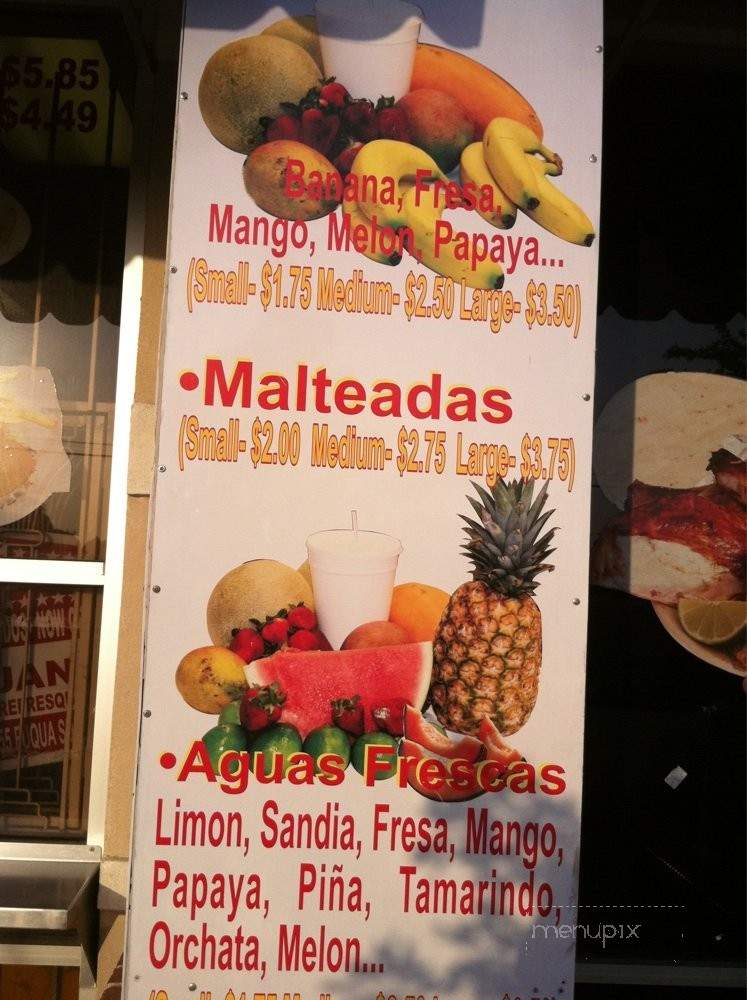 $5.85
$4.49
Banana, Fresa,
Mango, Melon, Papaya...
(Small- $1.75 Medium- $2.50 Large- $3.50)
•Malteadas
(Small- $2.00 Medium- $2.75 Large- $3.75)
•Aguas Frescas
Limon, Sandia, Fresa, Mango,
Papaya, Piña, Tamarindo,
Orchata, Melon...
menupix